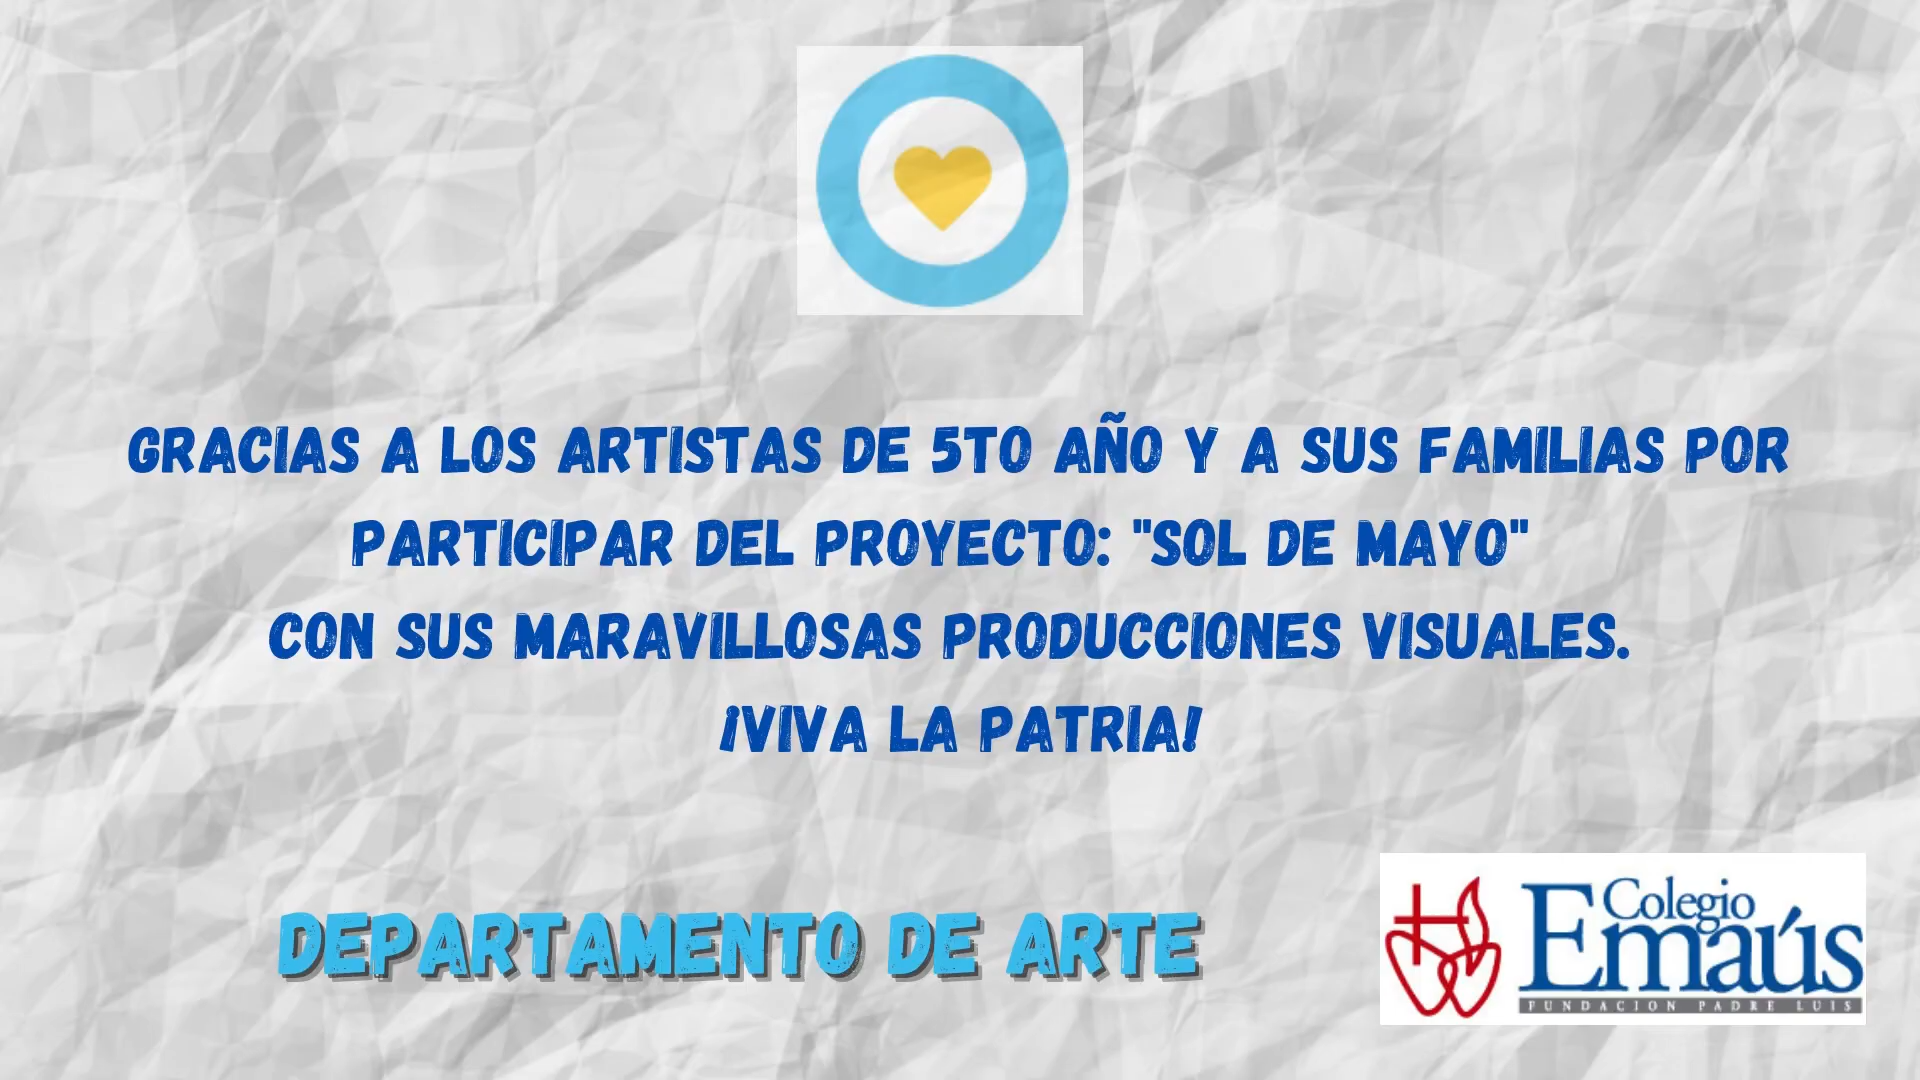 GRACIAS A LOS ARTISTAS DE 5TO AÑO Y A SUS FAMILIAS POR
PARTICIPAR DEL PROYECTO: "SOL DE MAYO"
CON SUS MARAVILLOSAS PRODUCCIONES VISUALES.
¡VIVA LA PATRIA!
DEPARTAMENTO DE ARTE
Colegio
Emaús
FUNDACION PADRE LUIS